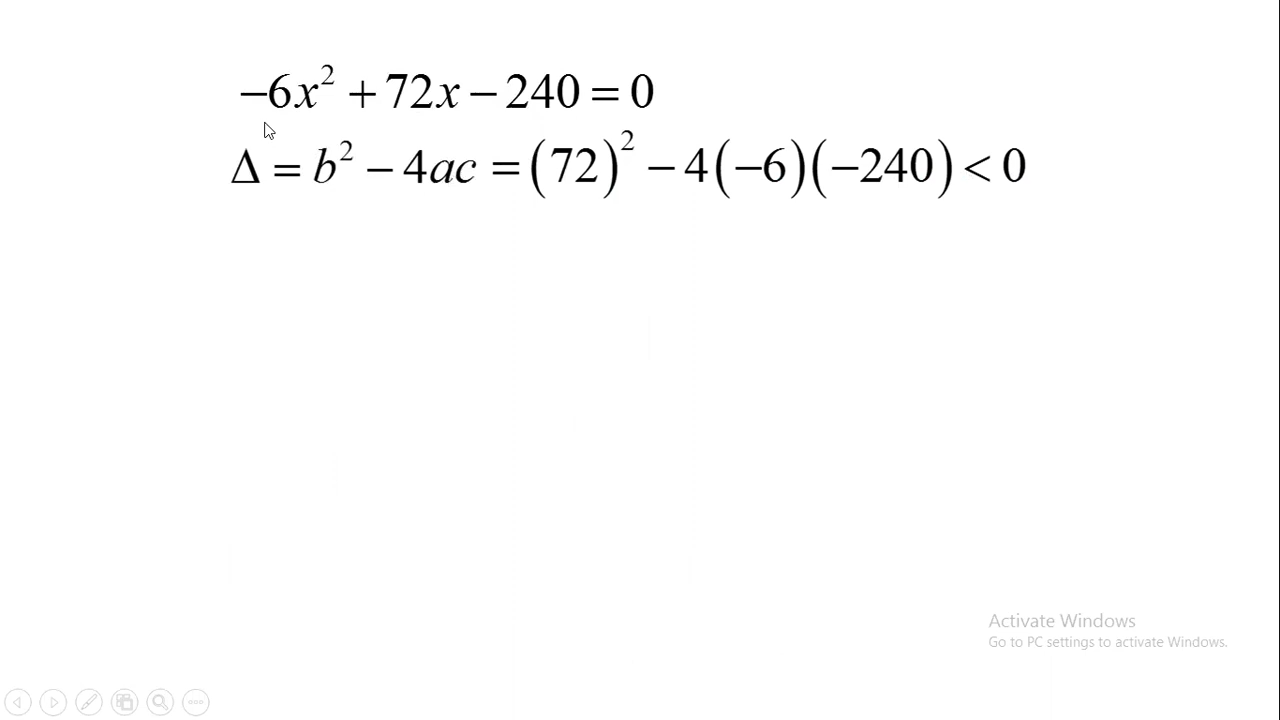 −6x² + 72x − 240 = 0
Δ = b² − 4ac = (72)² − 4(−6)(−240) < 0
Activate Windows
Go to PC settings to activate Windows.